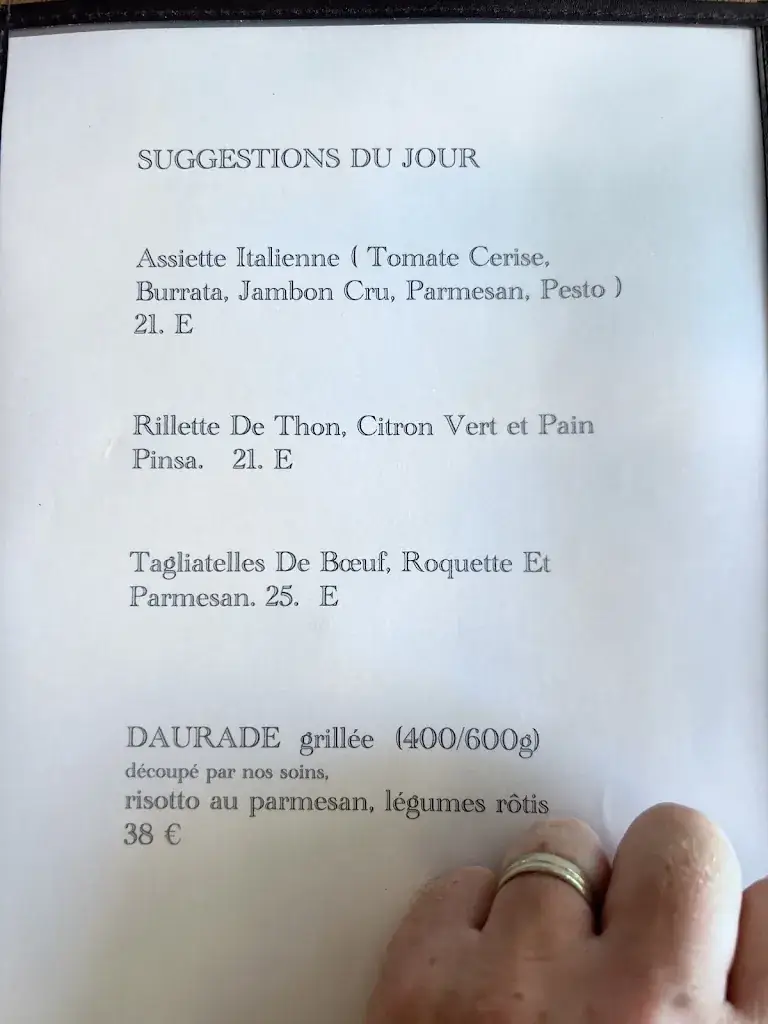 SUGGESTIONS DU JOUR
Assiette Italienne ( Tomate Cerise,
Burrata, Jambon Cru, Parmesan, Pesto )
21. E
Rillette De Thon, Citron Vert et Pain
Pinsa. 21. E
Tagliatelles De Bœuf, Roquette Et
Parmesan. 25. E
DAURADE grillée (400/600g)
découpé par nos soins,
risotto au parmesan, légumes rôtis
38 €